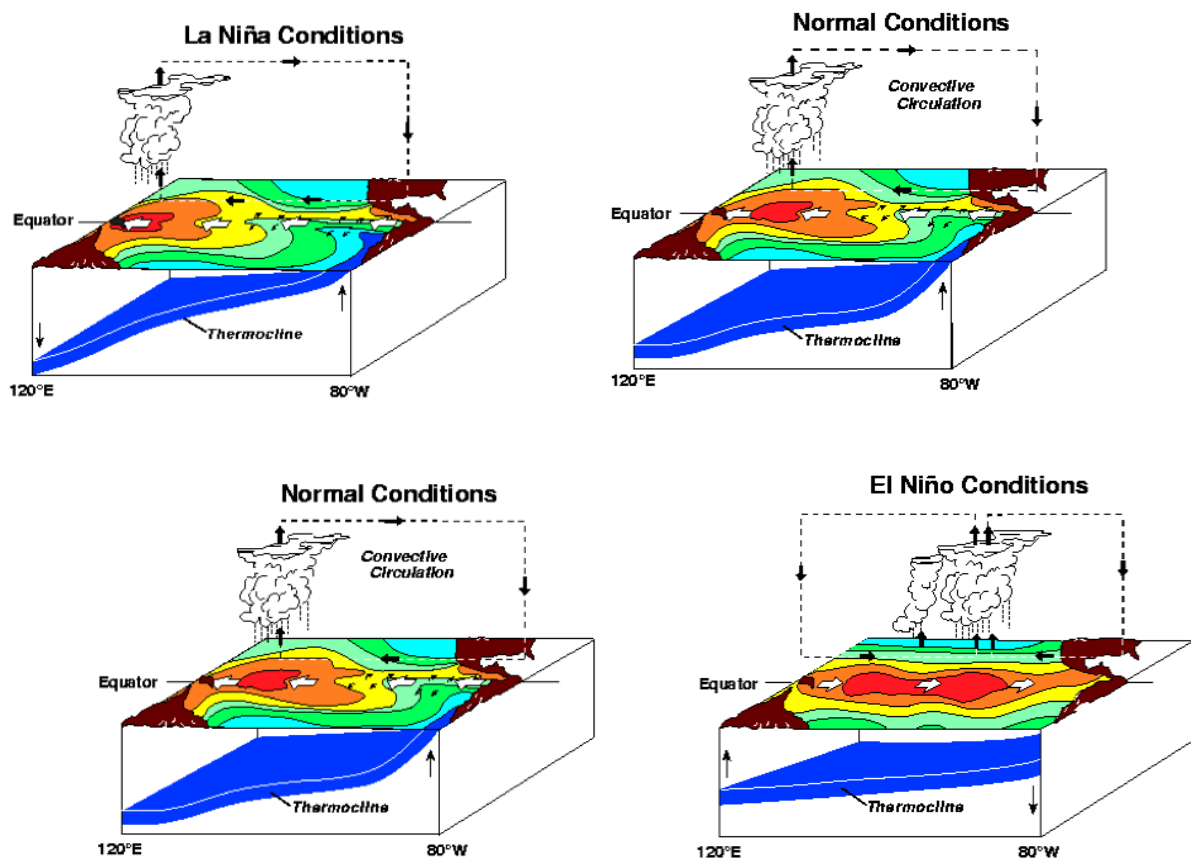 La Niña Conditions
Equator
Thermocline
120°E
80°W
Normal Conditions
Convective
Circulation
Equator
Thermocline
120°E
80°W
Normal Conditions
Convective
Circulation
Equator
Thermocline
120°E
80°W
El Niño Conditions
Equator
Thermocline
120°E
80°W